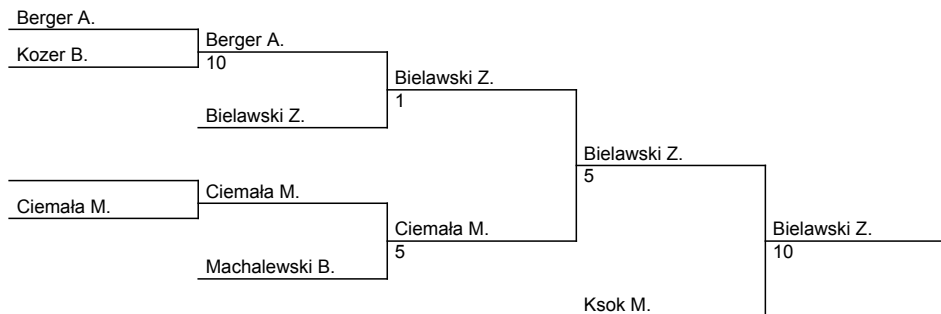 Berger A.
Kozer B.
Berger A.
10
Bielawski Z.
Bielawski Z.
1
Ciemała M.
Ciemała M.
Machalewski B.
Ciemała M.
5
Bielawski Z.
5
Ksok M.
Bielawski Z.
10